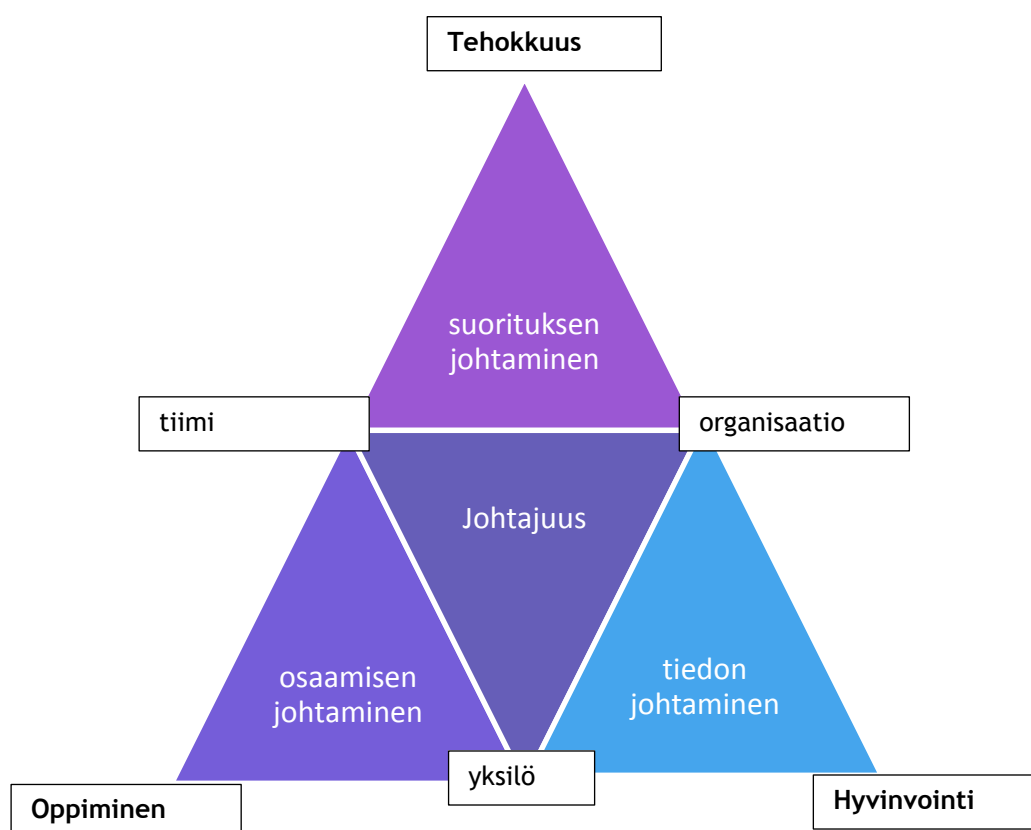 Tehokkuus
suorituksen
johtaminen
tiimi
organisaatio
Johtajuus
osaamisen
johtaminen
tiedon
johtaminen
yksilö
Oppiminen
Hyvinvointi